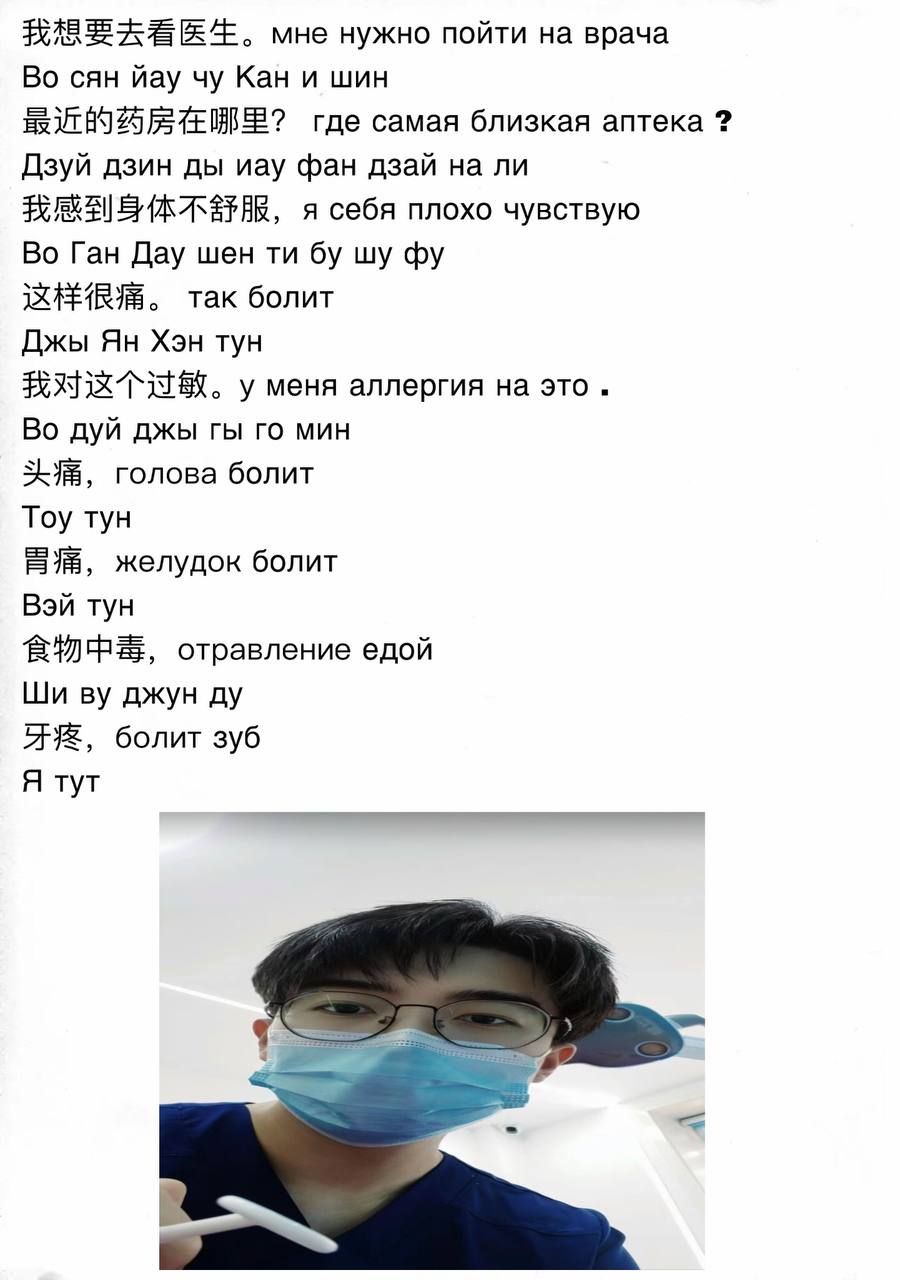 我想要去看医生。мне нужно пойти на врача
Во сян йау чу Кан и шин
最近的药房在哪里？ где самая близкая аптека ?
Дзуй дзин ды иау фан дзай на ли
我感到身体不舒服，я себя плохо чувствую
Во Ган Дау шен ти бу шу фу
这样很痛。 так болит
Джы Ян Хэн тун
我对这个过敏。у меня аллергия на это .
Во дуй джы гы го мин
头痛，голова болит
Тоу тун
胃痛，желудок болит
Вэй тун
食物中毒，отравление едой
Ши ву джун ду
牙疼，болит зуб
Я тут